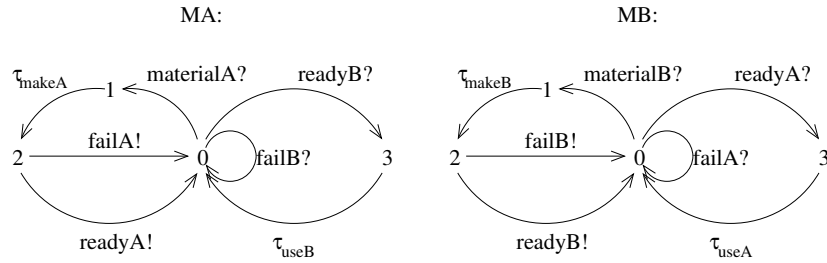 MA: MB:
τmakeA materialA? readyB? τmakeB materialB? readyA?
1 1
2 failA! 0 failB? 3 2 failB! 0 failA? 3
readyA! τuseB readyB! τuseA